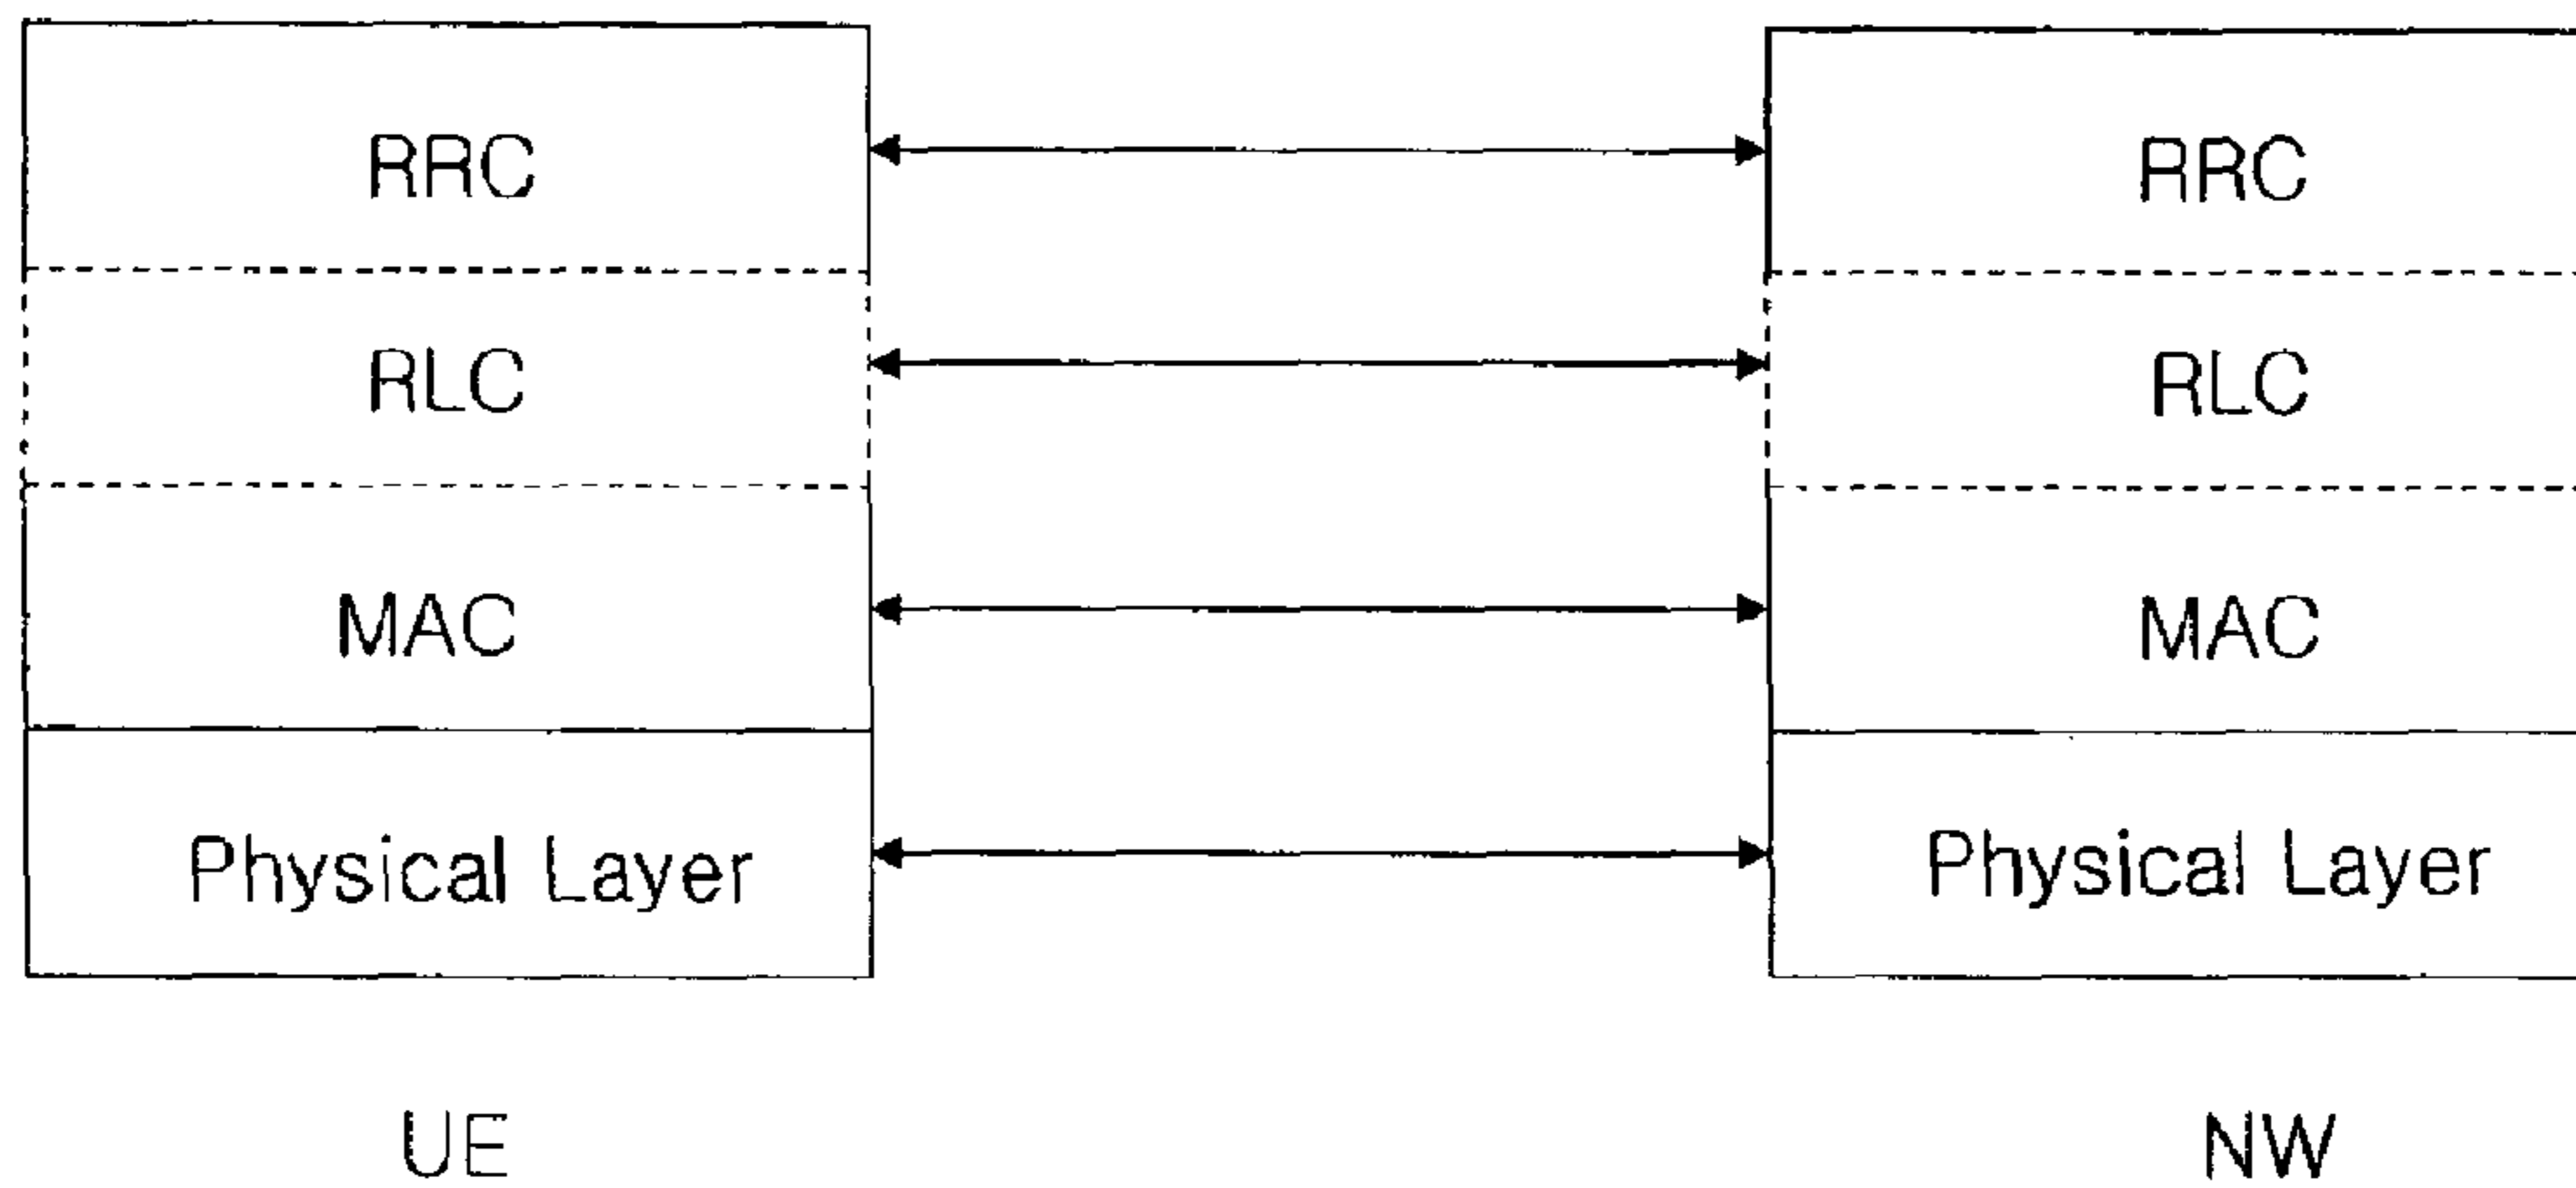 RRC RRC
RLC RLC
MAC MAC
Physical Layer Physical Layer
UE NW